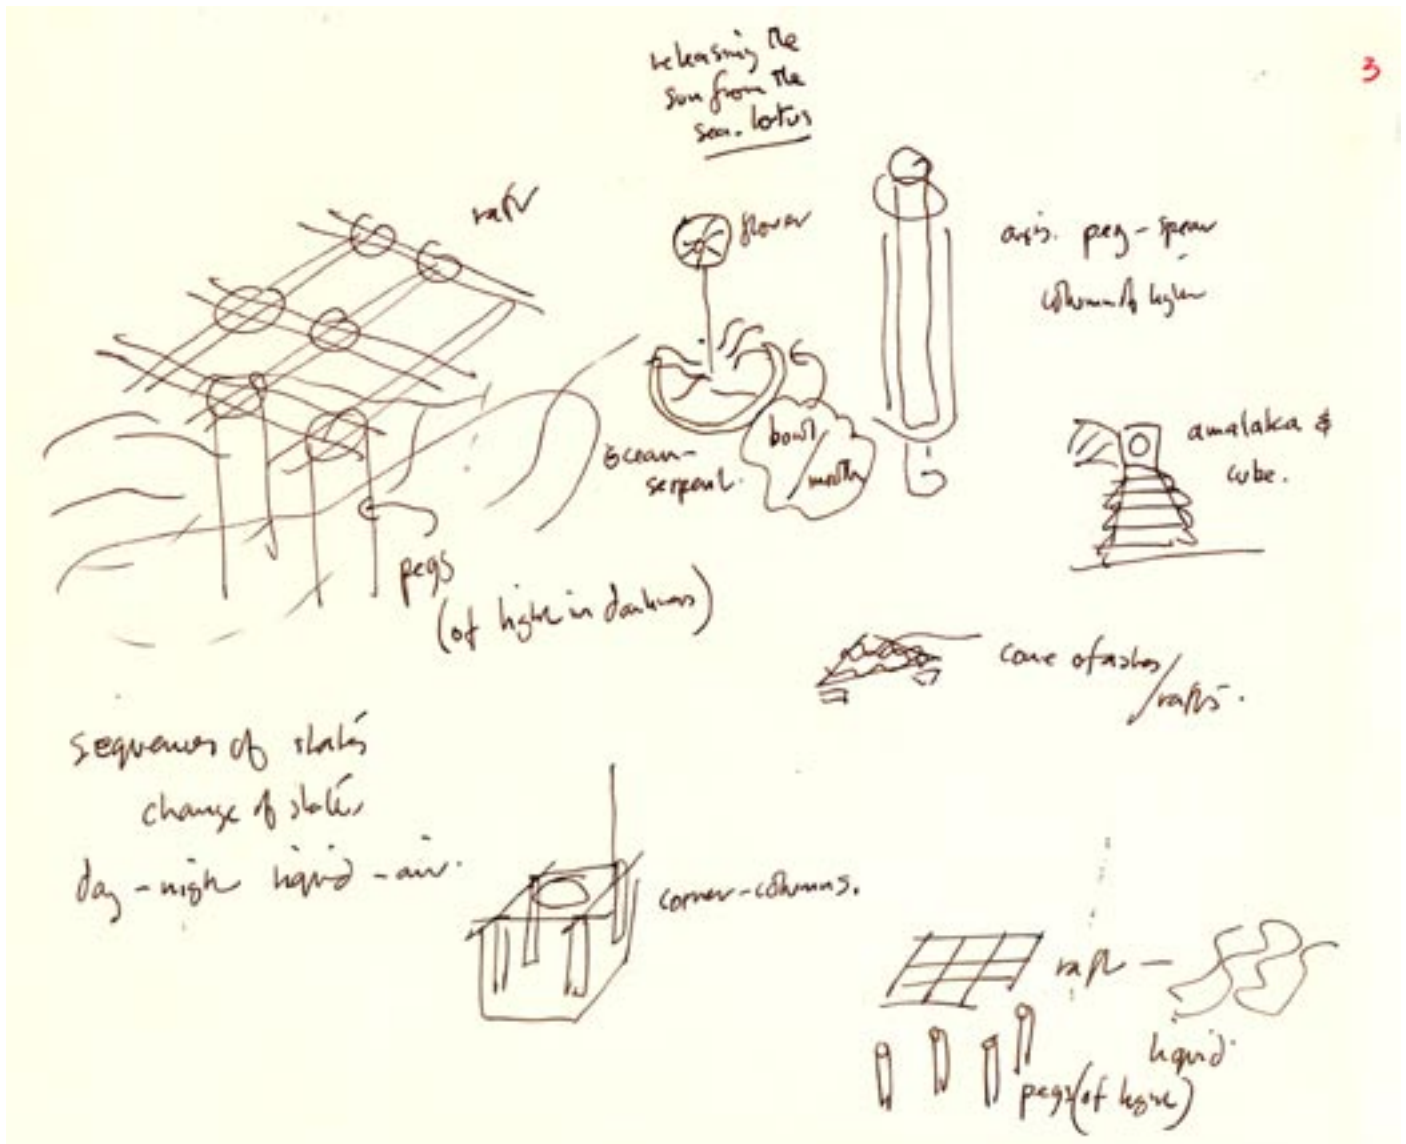 3
releasing the
sun from the
sea. lotus
raft
flower
axis. peg-spear
column of light
ocean-
serpent.
bowl/
mouth
amalaka &
cube.
pegs
(of light in darkness)
cone of ashes/
rafts.
sequences of states
change of states
day-night liquid-air.
corner-columns.
raft —
liquid.
pegs (of light)